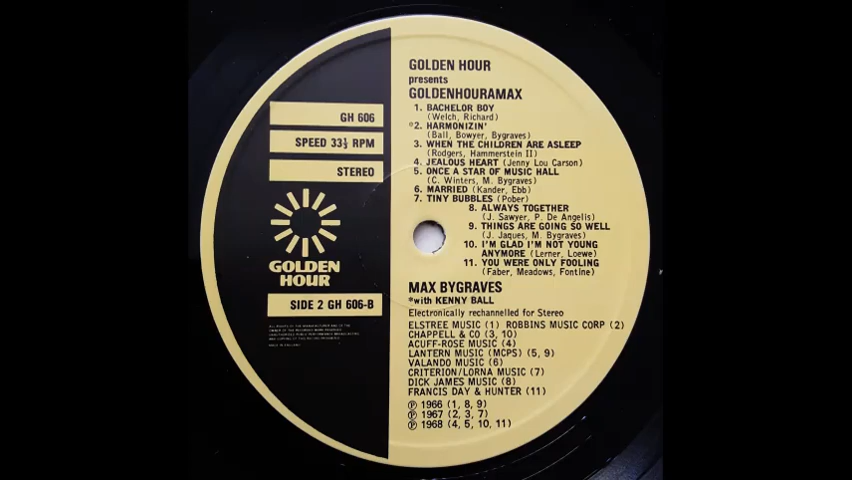 GH 606
SPEED 33⅓ RPM
STEREO
GOLDEN
HOUR
SIDE 2 GH 606-B
MADE IN ENGLAND
GOLDEN HOUR
presents
GOLDENHOURAMAX
1. BACHELOR BOY
(Welch, Richard)
*2. HARMONIZIN'
(Ball, Bowyer, Bygraves)
3. WHEN THE CHILDREN ARE ASLEEP
(Rodgers, Hammerstein II)
4. JEALOUS HEART (Jenny Lou Carson)
5. ONCE A STAR OF MUSIC HALL
(C. Winters, M. Bygraves)
6. MARRIED (Kander, Ebb)
7. TINY BUBBLES (Pober)
8. ALWAYS TOGETHER
(J. Sawyer, P. De Angelis)
9. THINGS ARE GOING SO WELL
(J. Jaques, M. Bygraves)
10. I'M GLAD I'M NOT YOUNG
ANYMORE (Lerner, Loewe)
11. YOU WERE ONLY FOOLING
(Faber, Meadows, Fontine)
MAX BYGRAVES
*with KENNY BALL
Electronically rechannelled for Stereo
ELSTREE MUSIC (1) ROBBINS MUSIC CORP (2)
CHAPPELL & CO (3, 10)
ACUFF-ROSE MUSIC (4)
LANTERN MUSIC (MCPS) (5, 9)
VALANDO MUSIC (6)
CRITERION/LORNA MUSIC (7)
DICK JAMES MUSIC (8)
FRANCIS DAY & HUNTER (11)
℗ 1966 (1, 8, 9)
℗ 1967 (2, 3, 7)
℗ 1968 (4, 5, 10, 11)